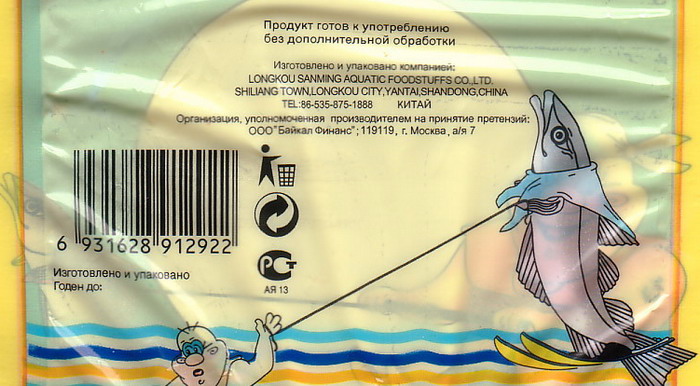 Продукт готов к употреблению
без дополнительной обработки
Изготовлено и упаковано компанией:
LONGKOU SANMING AQUATIC FOODSTUFFS CO.,LTD.
SHILIANG TOWN,LONGKOU CITY,YANTAI,SHANDONG,CHINA
TEL:86-535-875-1888 КИТАЙ
Организация, уполномоченная производителем на принятие претензий:
ООО"Байкал Финанс"; 119119, г. Москва, а/я 7
6 931628 912922
РСТ
АЯ 13
Изготовлено и упаковано
Годен до: